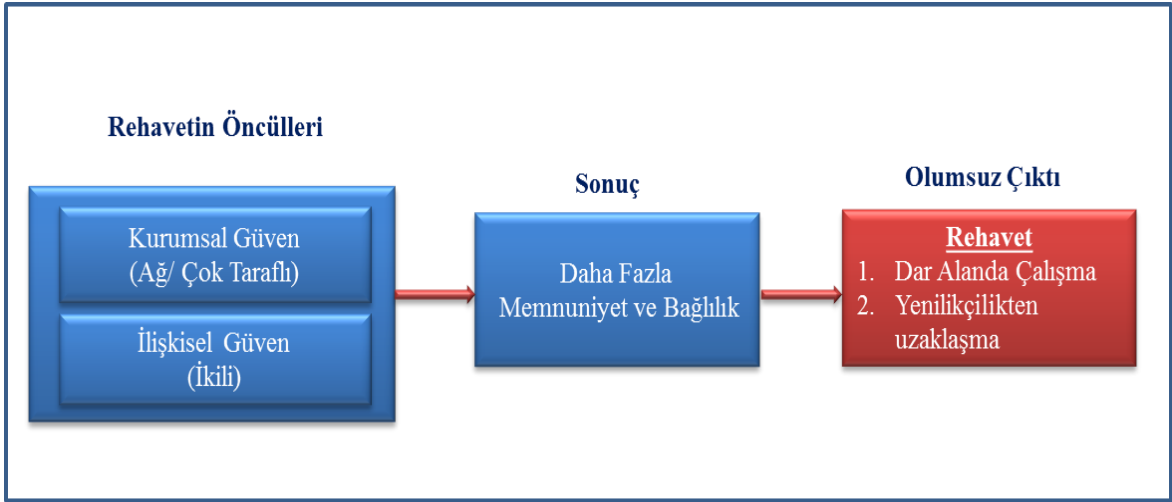 Rehavetin Öncülleri
Kurumsal Güven
(Ağ/ Çok Taraflı)
İlişkisel Güven
(İkili)
Sonuç
Daha Fazla
Memnuniyet ve Bağlılık
Olumsuz Çıktı
Rehavet
1. Dar Alanda Çalışma
2. Yenilikçilikten
uzaklaşma